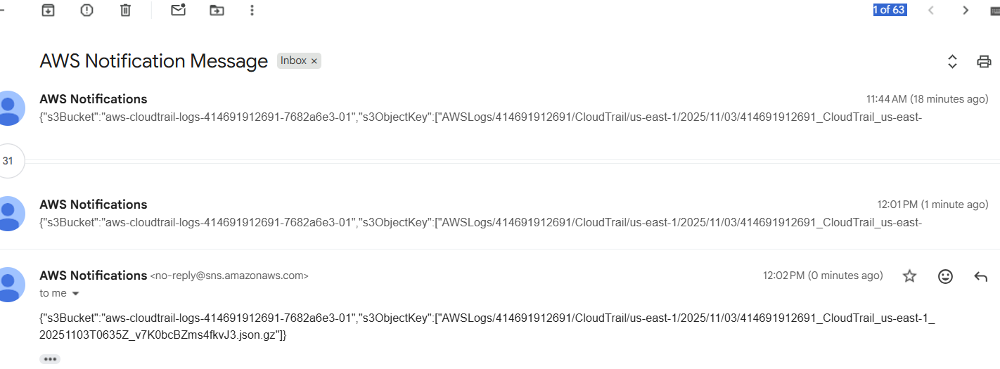 1 of 63
AWS Notification Message Inbox ×
AWS Notifications 11:44 AM (18 minutes ago)
{"s3Bucket":"aws-cloudtrail-logs-414691912691-7682a6e3-01","s3ObjectKey":["AWSLogs/414691912691/CloudTrail/us-east-1/2025/11/03/414691912691_CloudTrail_us-east-
31
AWS Notifications 12:01 PM (1 minute ago)
{"s3Bucket":"aws-cloudtrail-logs-414691912691-7682a6e3-01","s3ObjectKey":["AWSLogs/414691912691/CloudTrail/us-east-1/2025/11/03/414691912691_CloudTrail_us-east-
AWS Notifications <no-reply@sns.amazonaws.com> 12:02 PM (0 minutes ago)
to me
{"s3Bucket":"aws-cloudtrail-logs-414691912691-7682a6e3-01","s3ObjectKey":["AWSLogs/414691912691/CloudTrail/us-east-1/2025/11/03/414691912691_CloudTrail_us-east-1_
20251103T0635Z_v7K0bcBZms4fkvJ3.json.gz"]}